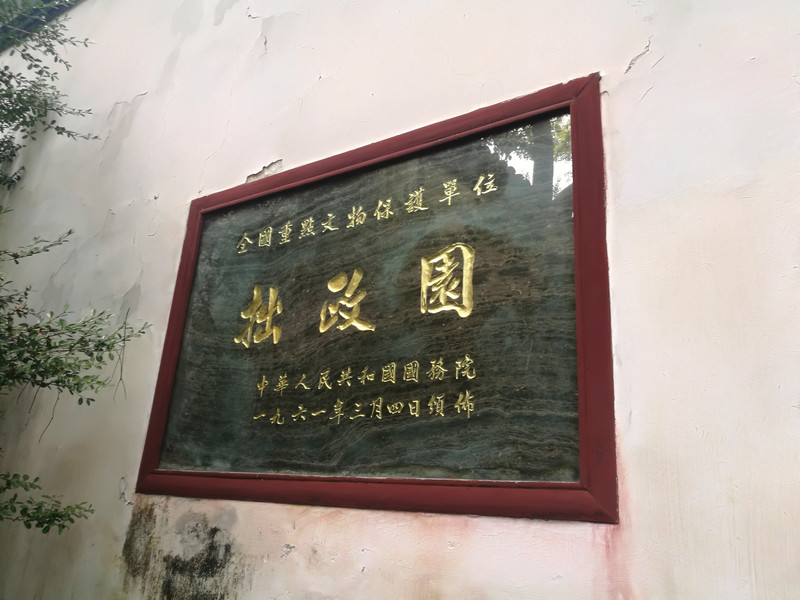 全國重點文物保護單位
拙政園
中華人民共和國國務院
一九六一年三月四日頒佈